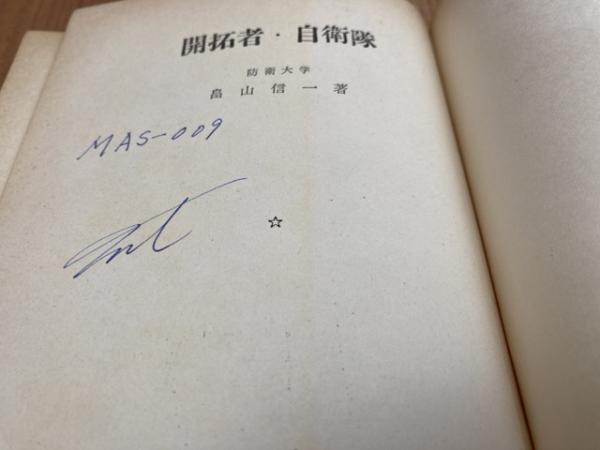 開拓者・自衛隊
防衛大学
畠山信一著
MAS-009
☆